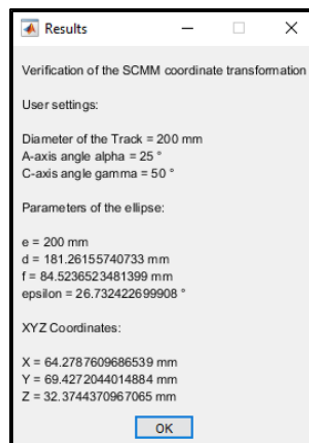 Results
Verification of the SCMM coordinate transformation
User settings:
Diameter of the Track = 200 mm
A-axis angle alpha = 25 °
C-axis angle gamma = 50 °
Parameters of the ellipse:
e = 200 mm
d = 181.26155740733 mm
f = 84.5236523481399 mm
epsilon = 26.732422699908 °
XYZ Coordinates:
X = 64.2787609686539 mm
Y = 69.4272044014884 mm
Z = 32.3744370967065 mm
OK